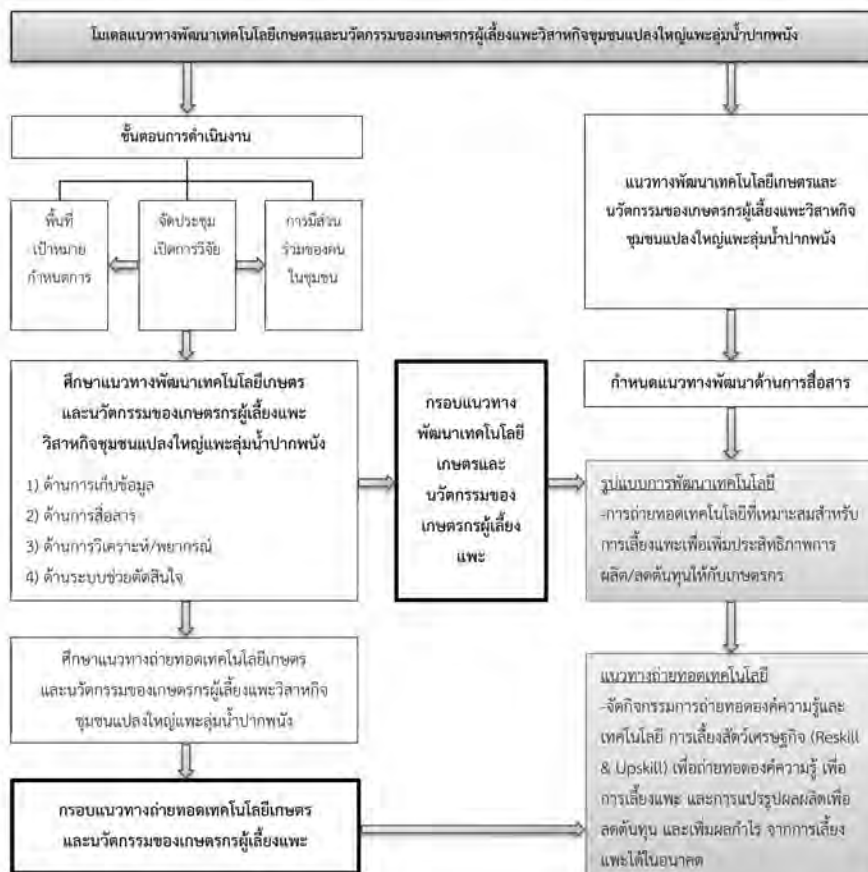 โมเดลแนวทางพัฒนาเทคโนโลยีเกษตรและนวัตกรรมของเกษตรกรผู้เลี้ยงแพะวิสาหกิจชุมชนแปลงใหญ่แพะลุ่มน้ำปากพนัง
ขั้นตอนการดำเนินงาน
พื้นที่
เป้าหมาย
กำหนดการ
จัดประชุม
เปิดการวิจัย
การมีส่วน
ร่วมของคน
ในชุมชน
ศึกษาแนวทางพัฒนาเทคโนโลยีเกษตร
และนวัตกรรมของเกษตรกรผู้เลี้ยงแพะ
วิสาหกิจชุมชนแปลงใหญ่แพะลุ่มน้ำปากพนัง
1) ด้านการเก็บข้อมูล
2) ด้านการสื่อสาร
3) ด้านการวิเคราะห์/พยากรณ์
4) ด้านระบบช่วยตัดสินใจ
ศึกษาแนวทางถ่ายทอดเทคโนโลยีเกษตร
และนวัตกรรมของเกษตรกรผู้เลี้ยงแพะวิสาหกิจ
ชุมชนแปลงใหญ่แพะลุ่มน้ำปากพนัง
กรอบแนวทางถ่ายทอดเทคโนโลยีเกษตร
และนวัตกรรมของเกษตรกรผู้เลี้ยงแพะ
กรอบแนวทาง
พัฒนาเทคโนโลยี
เกษตรและ
นวัตกรรมของ
เกษตรกรผู้เลี้ยง
แพะ
แนวทางพัฒนาเทคโนโลยีเกษตรและ
นวัตกรรมของเกษตรกรผู้เลี้ยงแพะวิสาหกิจ
ชุมชนแปลงใหญ่แพะลุ่มน้ำปากพนัง
กำหนดแนวทางพัฒนาด้านการสื่อสาร
รูปแบบการพัฒนาเทคโนโลยี
-การถ่ายทอดเทคโนโลยีที่เหมาะสมสำหรับ
การเลี้ยงแพะเพื่อเพิ่มประสิทธิภาพการ
ผลิต/ลดต้นทุนให้กับเกษตรกร
แนวทางถ่ายทอดเทคโนโลยี
-จัดกิจกรรมการถ่ายทอดองค์ความรู้และ
เทคโนโลยี การเลี้ยงสัตว์เศรษฐกิจ (Reskill
& Upskill) เพื่อถ่ายทอดองค์ความรู้ เพื่อ
การเลี้ยงแพะ และการแปรรูปผลผลิตเพื่อ
ลดต้นทุน และเพิ่มผลกำไร จากการเลี้ยง
แพะได้ในอนาคต